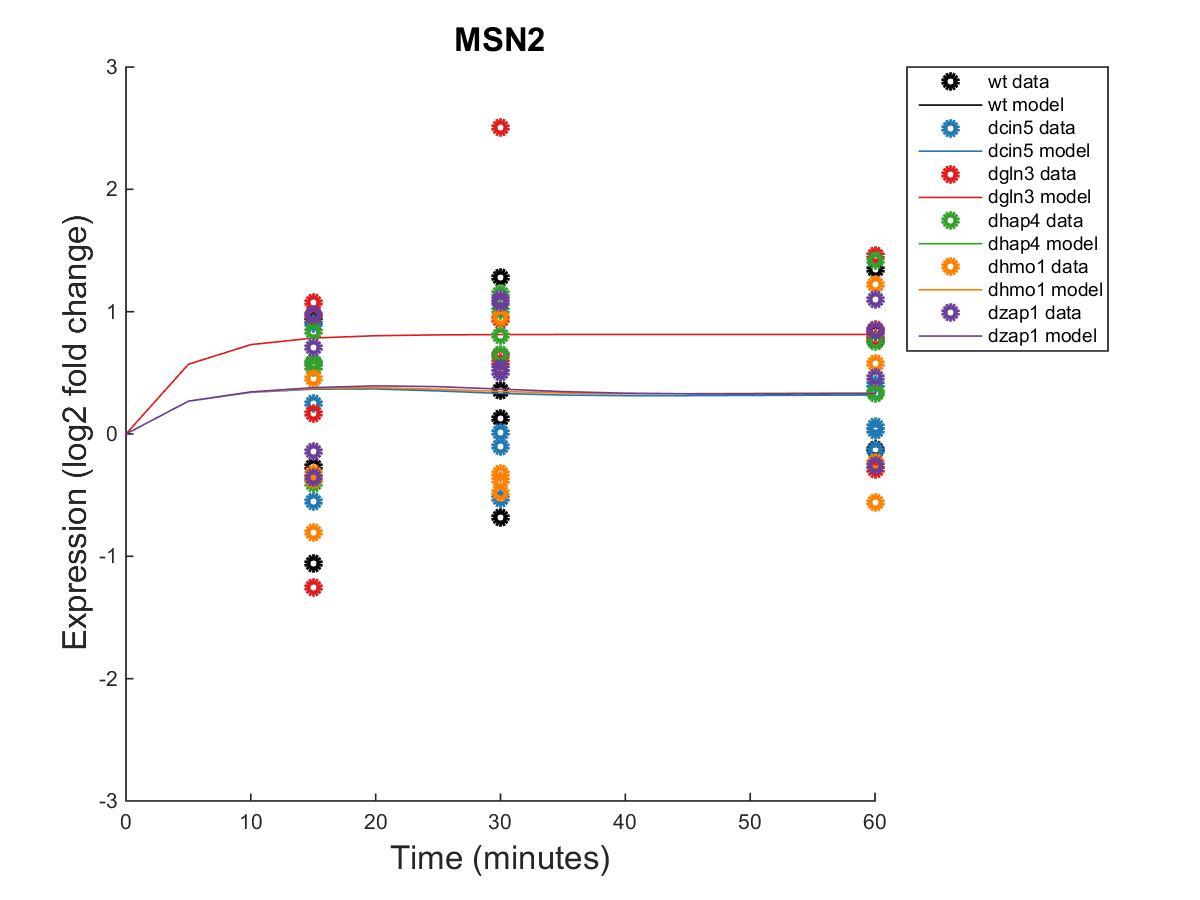 MSN2
3
2
1
0
-1
-2
-3
Expression (log2 fold change)
0 10 20 30 40 50 60
Time (minutes)
wt data
wt model
dcin5 data
dcin5 model
dgln3 data
dgln3 model
dhap4 data
dhap4 model
dhmo1 data
dhmo1 model
dzap1 data
dzap1 model